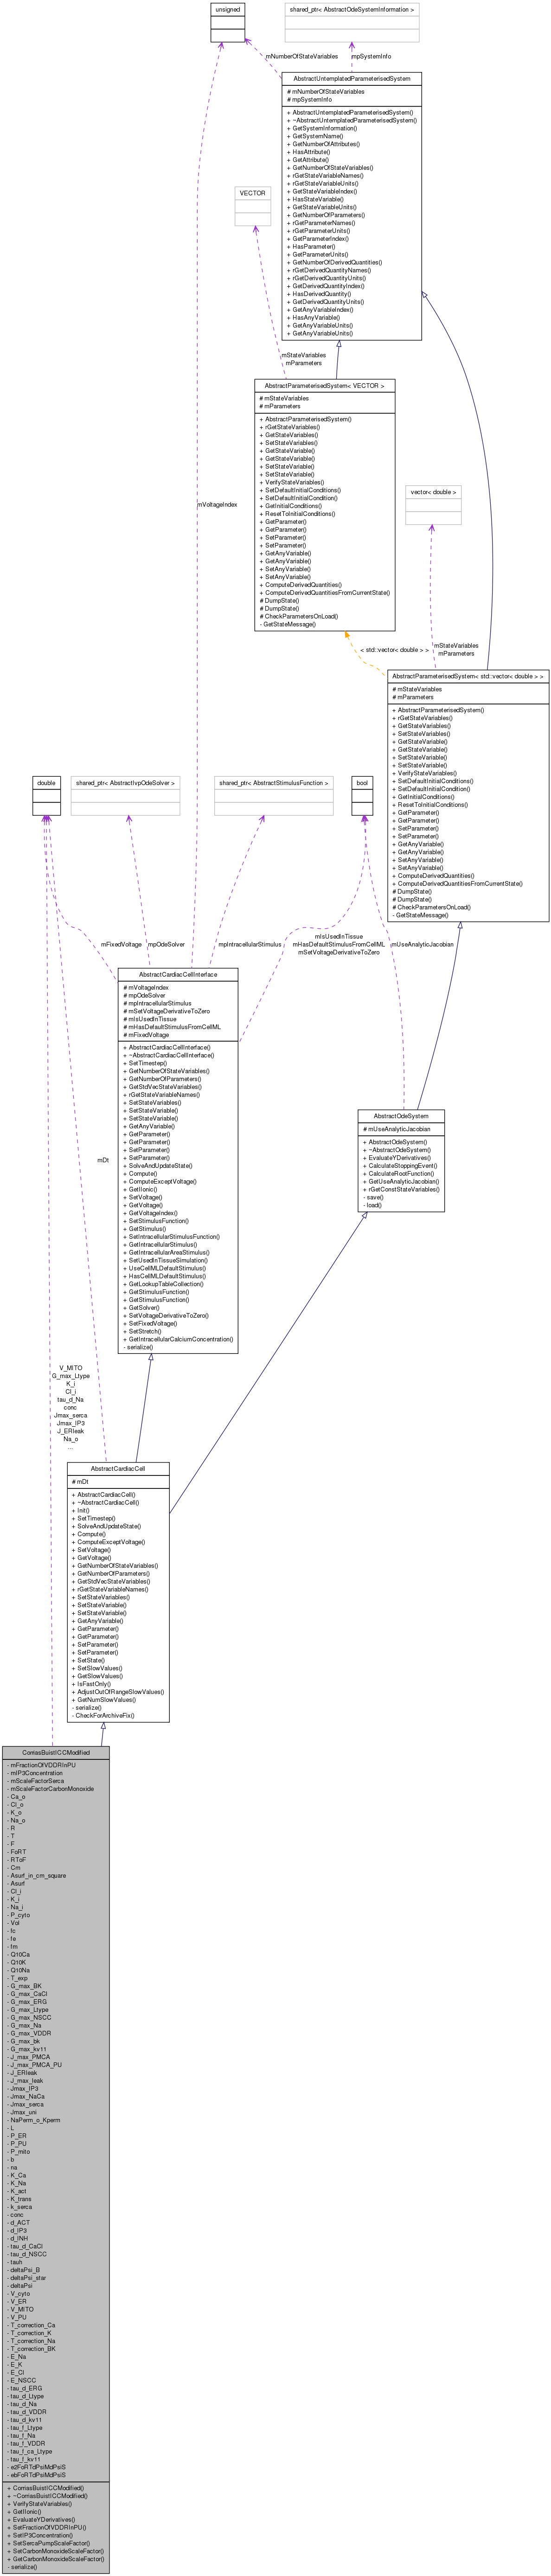 unsigned
shared_ptr< AbstractOdeSystemInformation >
mNumberOfStateVariables
mpSystemInfo
AbstractUntemplatedParameterisedSystem
# mNumberOfStateVariables
# mpSystemInfo
+ AbstractUntemplatedParameterisedSystem()
+ ~AbstractUntemplatedParameterisedSystem()
+ GetSystemInformation()
+ GetSystemName()
+ GetNumberOfAttributes()
+ HasAttribute()
+ GetAttribute()
+ GetNumberOfStateVariables()
+ rGetStateVariableNames()
+ rGetStateVariableUnits()
+ GetStateVariableIndex()
+ HasStateVariable()
+ GetStateVariableUnits()
+ GetNumberOfParameters()
+ rGetParameterNames()
+ rGetParameterUnits()
+ GetParameterIndex()
+ HasParameter()
+ GetParameterUnits()
+ GetNumberOfDerivedQuantities()
+ rGetDerivedQuantityNames()
+ rGetDerivedQuantityUnits()
+ GetDerivedQuantityIndex()
+ HasDerivedQuantity()
+ GetDerivedQuantityUnits()
+ GetAnyVariableIndex()
+ HasAnyVariable()
+ GetAnyVariableUnits()
+ GetAnyVariableUnits()
VECTOR
mStateVariables
mParameters
AbstractParameterisedSystem< VECTOR >
# mStateVariables
# mParameters
+ AbstractParameterisedSystem()
+ rGetStateVariables()
+ GetStateVariables()
+ SetStateVariables()
+ GetStateVariable()
+ GetStateVariable()
+ SetStateVariable()
+ SetStateVariable()
+ VerifyStateVariables()
+ SetDefaultInitialConditions()
+ SetDefaultInitialCondition()
+ GetInitialConditions()
+ ResetToInitialConditions()
+ GetParameter()
+ GetParameter()
+ SetParameter()
+ SetParameter()
+ GetAnyVariable()
+ GetAnyVariable()
+ SetAnyVariable()
+ SetAnyVariable()
+ ComputeDerivedQuantities()
+ ComputeDerivedQuantitiesFromCurrentState()
# DumpState()
# DumpState()
# CheckParametersOnLoad()
- GetStateMessage()
mVoltageIndex
vector< double >
< std::vector< double > >
mStateVariables
mParameters
AbstractParameterisedSystem< std::vector< double > >
# mStateVariables
# mParameters
+ AbstractParameterisedSystem()
+ rGetStateVariables()
+ GetStateVariables()
+ SetStateVariables()
+ GetStateVariable()
+ GetStateVariable()
+ SetStateVariable()
+ SetStateVariable()
+ VerifyStateVariables()
+ SetDefaultInitialConditions()
+ SetDefaultInitialCondition()
+ GetInitialConditions()
+ ResetToInitialConditions()
+ GetParameter()
+ GetParameter()
+ SetParameter()
+ SetParameter()
+ GetAnyVariable()
+ GetAnyVariable()
+ SetAnyVariable()
+ SetAnyVariable()
+ ComputeDerivedQuantities()
+ ComputeDerivedQuantitiesFromCurrentState()
# DumpState()
# DumpState()
# CheckParametersOnLoad()
- GetStateMessage()
double
shared_ptr< AbstractIvpOdeSolver >
shared_ptr< AbstractStimulusFunction >
bool
mFixedVoltage
mpOdeSolver
mpIntracellularStimulus
mIsUsedInTissue
mHasDefaultStimulusFromCellML
mSetVoltageDerivativeToZero
mUseAnalyticJacobian
AbstractCardiacCellInterface
# mVoltageIndex
# mpOdeSolver
# mpIntracellularStimulus
# mSetVoltageDerivativeToZero
# mIsUsedInTissue
# mHasDefaultStimulusFromCellML
# mFixedVoltage
+ AbstractCardiacCellInterface()
+ ~AbstractCardiacCellInterface()
+ SetTimestep()
+ GetNumberOfStateVariables()
+ GetNumberOfParameters()
+ GetStdVecStateVariables()
+ rGetStateVariableNames()
+ SetStateVariables()
+ SetStateVariable()
+ SetStateVariable()
+ GetAnyVariable()
+ GetParameter()
+ GetParameter()
+ SetParameter()
+ SetParameter()
+ SolveAndUpdateState()
+ Compute()
+ ComputeExceptVoltage()
+ GetIIonic()
+ SetVoltage()
+ GetVoltage()
+ GetVoltageIndex()
+ SetStimulusFunction()
+ GetStimulus()
+ SetIntracellularStimulusFunction()
+ GetIntracellularStimulus()
+ GetIntracellularAreaStimulus()
+ SetUsedInTissueSimulation()
+ UseCellMLDefaultStimulus()
+ HasCellMLDefaultStimulus()
+ GetLookupTableCollection()
+ GetStimulusFunction()
+ GetStimulusFunction()
+ GetSolver()
+ SetVoltageDerivativeToZero()
+ SetFixedVoltage()
+ SetStretch()
+ GetIntracellularCalciumConcentration()
- serialize()
AbstractOdeSystem
# mUseAnalyticJacobian
+ AbstractOdeSystem()
+ ~AbstractOdeSystem()
+ EvaluateYDerivatives()
+ CalculateStoppingEvent()
+ CalculateRootFunction()
+ GetUseAnalyticJacobian()
+ rGetConstStateVariables()
- save()
- load()
mDt
V_MITO
G_max_Ltype
K_i
Cl_i
tau_d_Na
conc
Jmax_serca
Jmax_IP3
J_ERleak
Na_o
...
AbstractCardiacCell
# mDt
+ AbstractCardiacCell()
+ ~AbstractCardiacCell()
+ Init()
+ SetTimestep()
+ SolveAndUpdateState()
+ Compute()
+ ComputeExceptVoltage()
+ SetVoltage()
+ GetVoltage()
+ GetNumberOfStateVariables()
+ GetNumberOfParameters()
+ GetStdVecStateVariables()
+ rGetStateVariableNames()
+ SetStateVariables()
+ SetStateVariable()
+ SetStateVariable()
+ GetAnyVariable()
+ GetParameter()
+ GetParameter()
+ SetParameter()
+ SetParameter()
+ SetState()
+ SetSlowValues()
+ GetSlowValues()
+ IsFastOnly()
+ AdjustOutOfRangeSlowValues()
+ GetNumSlowValues()
- serialize()
- CheckForArchiveFix()
CorriasBuistICCModified
- mFractionOfVDDRInPU
- mIP3Concentration
- mScaleFactorSerca
- mScaleFactorCarbonMonoxide
- Ca_o
- Cl_o
- K_o
- Na_o
- R
- T
- F
- FoRT
- RToF
- Cm
- Asurf_in_cm_square
- Asurf
- Cl_i
- K_i
- Na_i
- P_cyto
- Vol
- fc
- fe
- fm
- Q10Ca
- Q10K
- Q10Na
- T_exp
- G_max_BK
- G_max_CaCl
- G_max_ERG
- G_max_Ltype
- G_max_NSCC
- G_max_Na
- G_max_VDDR
- G_max_bk
- G_max_kv11
- J_max_PMCA
- J_max_PMCA_PU
- J_ERleak
- J_max_leak
- Jmax_IP3
- Jmax_NaCa
- Jmax_serca
- Jmax_uni
- NaPerm_o_Kperm
- L
- P_ER
- P_PU
- P_mito
- b
- na
- K_Ca
- K_Na
- K_act
- K_trans
- k_serca
- conc
- d_ACT
- d_IP3
- d_INH
- tau_d_CaCl
- tau_d_NSCC
- tauh
- deltaPsi_B
- deltaPsi_star
- deltaPsi
- V_cyto
- V_ER
- V_MITO
- V_PU
- T_correction_Ca
- T_correction_K
- T_correction_Na
- T_correction_BK
- E_Na
- E_K
- E_Cl
- E_NSCC
- tau_d_ERG
- tau_d_Ltype
- tau_d_Na
- tau_d_VDDR
- tau_d_kv11
- tau_f_Ltype
- tau_f_Na
- tau_f_VDDR
- tau_f_ca_Ltype
- tau_f_kv11
- e2FoRTdPsiMdPsiS
- ebFoRTdPsiMdPsiS
+ CorriasBuistICCModified()
+ ~CorriasBuistICCModified()
+ VerifyStateVariables()
+ GetIIonic()
+ EvaluateYDerivatives()
+ SetFractionOfVDDRInPU()
+ SetIP3Concentration()
+ SetSercaPumpScaleFactor()
+ SetCarbonMonoxideScaleFactor()
+ GetCarbonMonoxideScaleFactor()
- serialize()